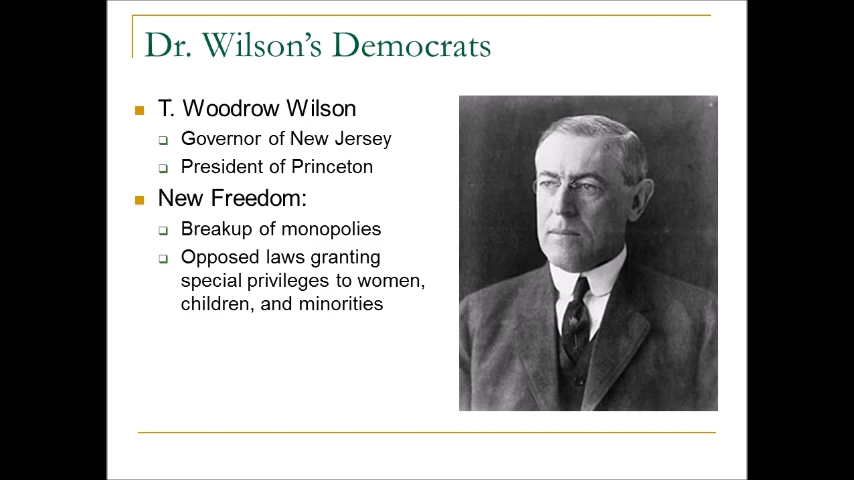 Dr. Wilson's Democrats
T. Woodrow Wilson
Governor of New Jersey
President of Princeton
New Freedom:
Breakup of monopolies
Opposed laws granting
special privileges to women,
children, and minorities